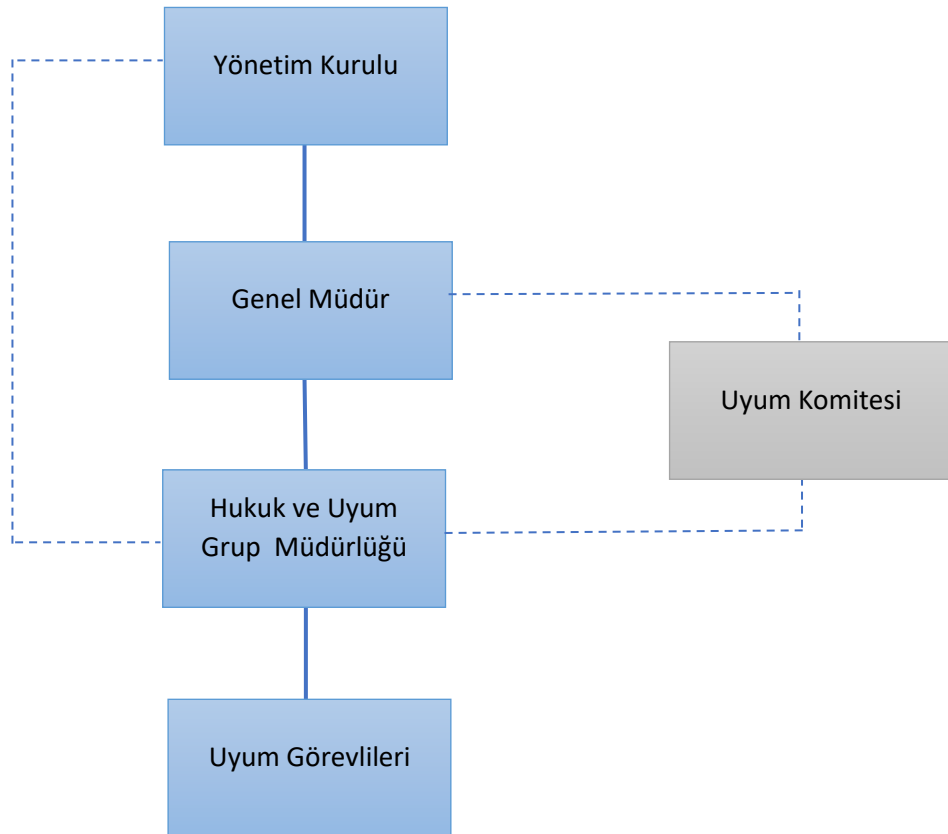 Yönetim Kurulu
Genel Müdür
Uyum Komitesi
Hukuk ve Uyum
Grup Müdürlüğü
Uyum Görevlileri